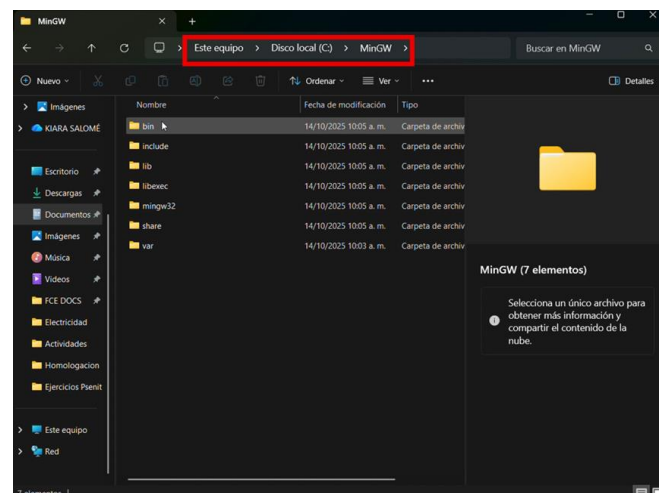 MinGW
Este equipo > Disco local (C:) > MinGW >
Buscar en MinGW
Nuevo
Ordenar
Ver
Detalles
Imágenes
KIARA SALOMÉ
Escritorio
Descargas
Documentos
Imágenes
Música
Videos
FCE DOCS
Electricidad
Actividades
Homologacion
Ejercicios Psenit
Este equipo
Red
Nombre Fecha de modificación Tipo
bin 14/10/2025 10:05 a. m. Carpeta de archiv
include 14/10/2025 10:05 a. m. Carpeta de archiv
lib 14/10/2025 10:05 a. m. Carpeta de archiv
libexec 14/10/2025 10:05 a. m. Carpeta de archiv
mingw32 14/10/2025 10:05 a. m. Carpeta de archiv
share 14/10/2025 10:05 a. m. Carpeta de archiv
var 14/10/2025 10:03 a. m. Carpeta de archiv
MinGW (7 elementos)
Selecciona un único archivo para
obtener más información y
compartir el contenido de la
nube.
7 elementos